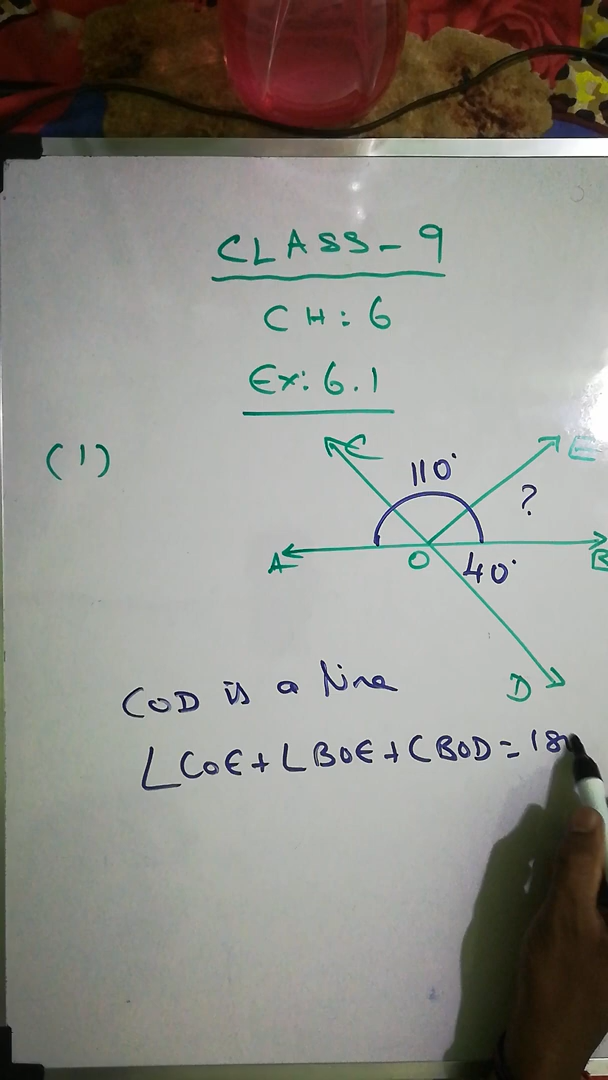 CLASS-9
CH: 6
Ex: 6.1
(1)
C
E
110°
?
A
O
40°
B
D
COD is a line
∠COE+∠BOE+∠BOD=18